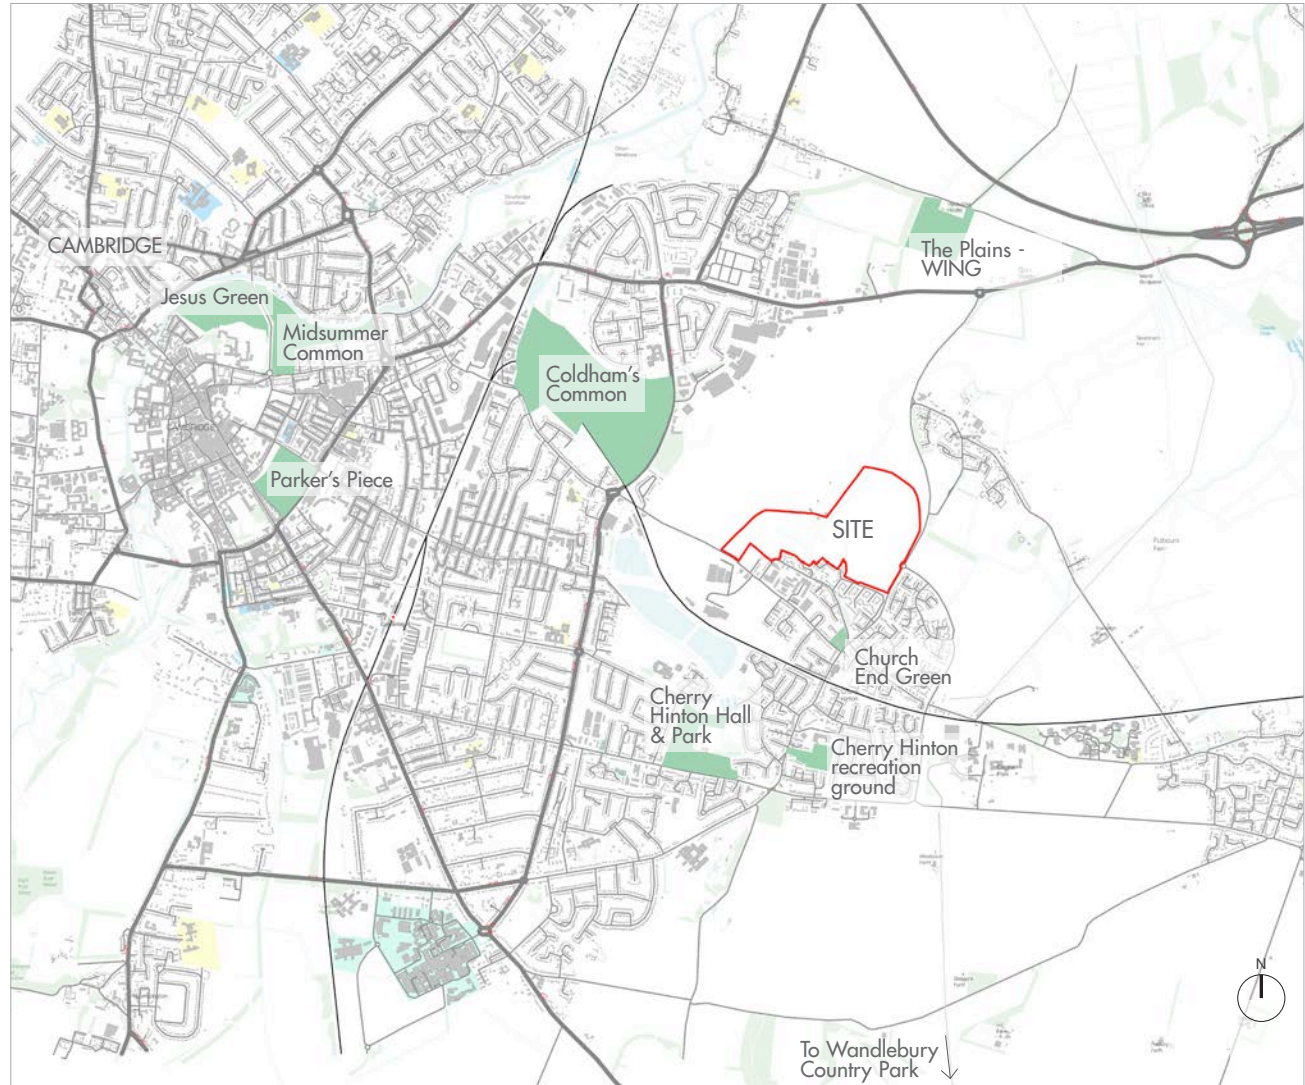 CAMBRIDGE
Jesus Green
Midsummer
Common
The Plains -
WING
Coldham's
Common
CAMBRIDGE
Parker's Piece
SITE
Church
End Green
Cherry
Hinton Hall
& Park
Cherry Hinton
recreation
ground
N
To Wandlebury
Country Park